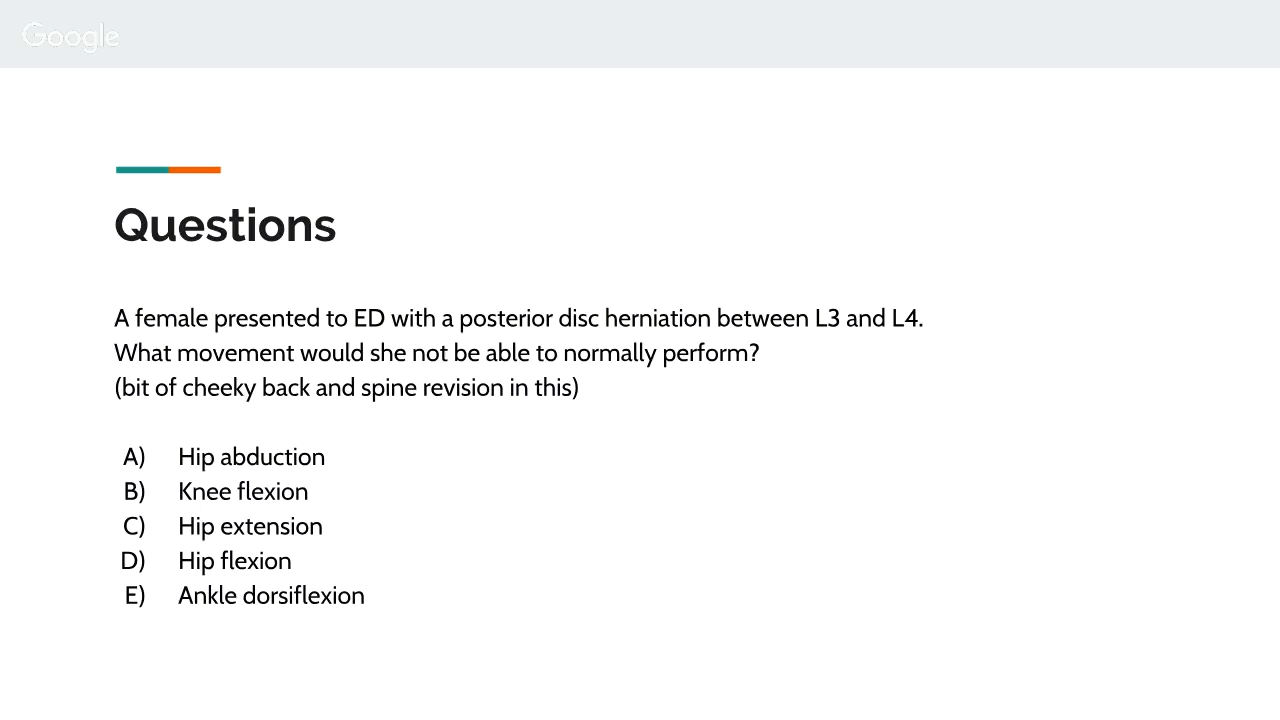 Google
Questions
A female presented to ED with a posterior disc herniation between L3 and L4.
What movement would she not be able to normally perform?
(bit of cheeky back and spine revision in this)
A) Hip abduction
B) Knee flexion
C) Hip extension
D) Hip flexion
E) Ankle dorsiflexion